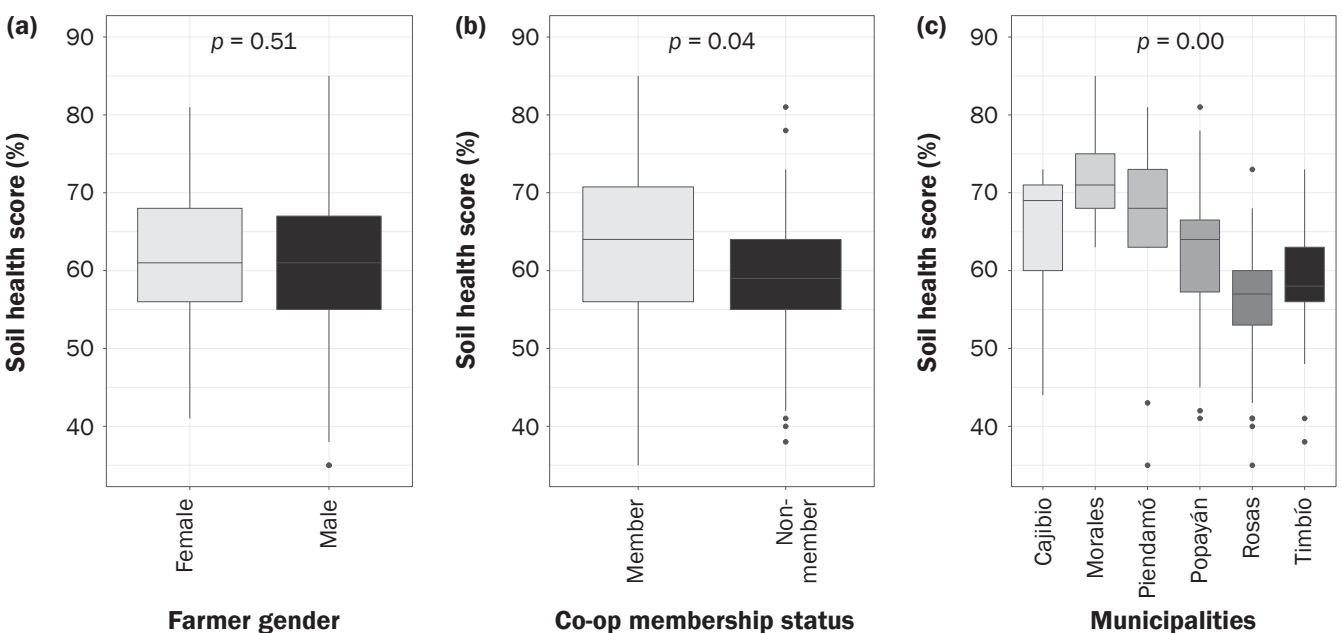 (a)
p = 0.51
90
80
70
60
50
40
Soil health score (%)
Female
Male
Farmer gender
(b)
p = 0.04
90
80
70
60
50
40
Soil health score (%)
Member
Non-
member
Co-op membership status
(c)
p = 0.00
90
80
70
60
50
40
Soil health score (%)
Cajibio
Morales
Piendamó
Popayán
Rosas
Timbío
Municipalities